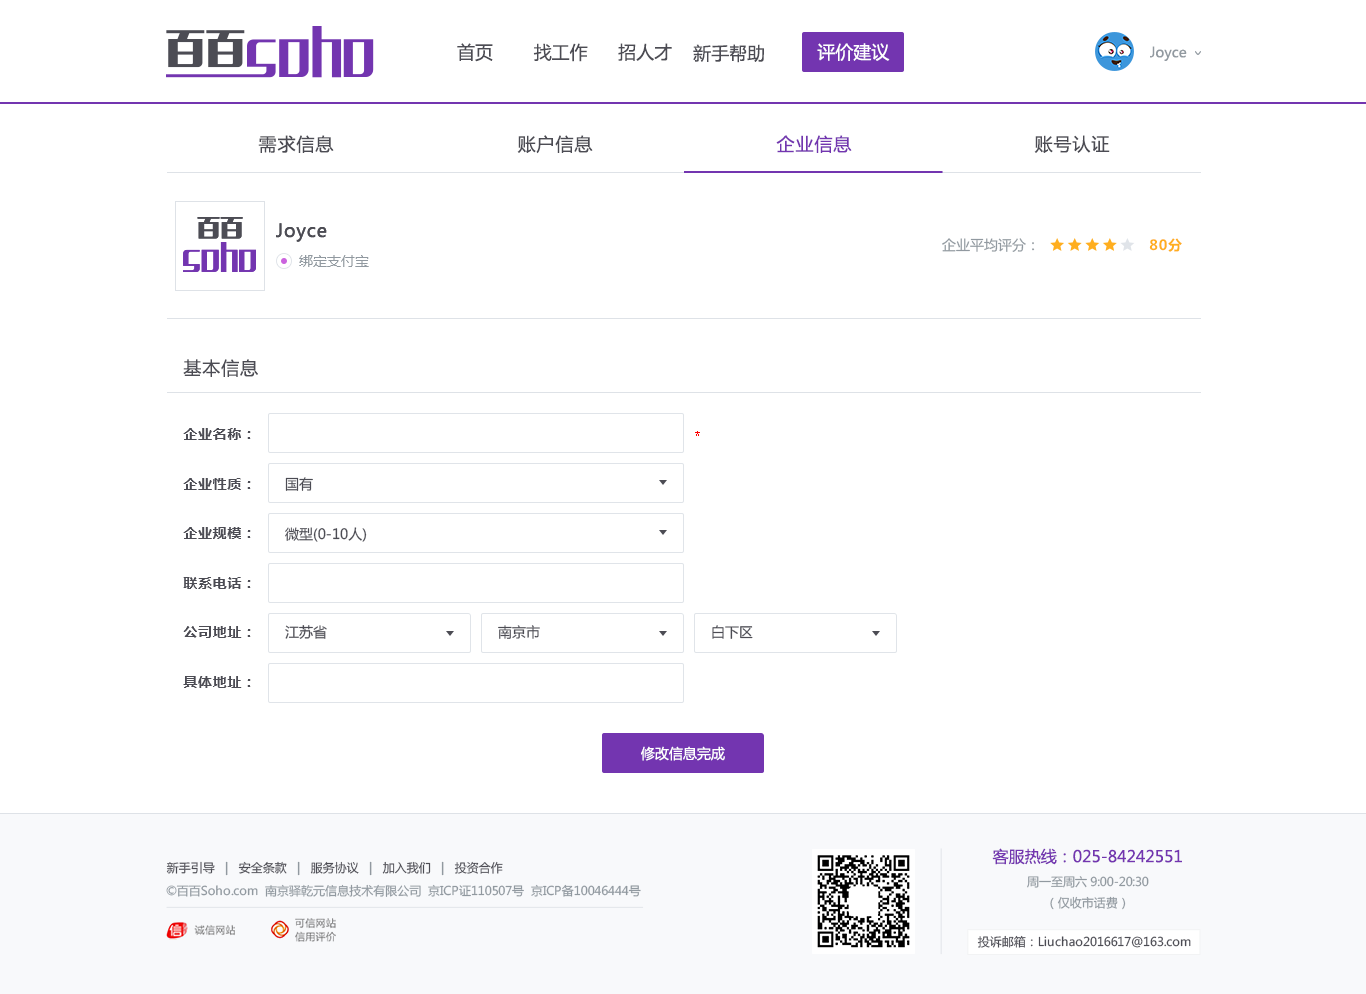 百百soho 首页 找工作 招人才 新手帮助 评价建议 Joyce
需求信息 账户信息 企业信息 账号认证
百百
soho
Joyce
绑定支付宝
企业平均评分： 80分
基本信息
企业名称： *
企业性质： 国有
企业规模： 微型(0-10人)
联系电话：
公司地址： 江苏省 南京市 白下区
具体地址：
修改信息完成
新手引导 | 安全条款 | 服务协议 | 加入我们 | 投资合作
©百百Soho.com 南京驿乾元信息技术有限公司 京ICP证110507号 京ICP备10046444号
信 诚信网站
可信网站
信用评价
客服热线：025-84242551
周一至周六 9:00-20:30
（仅收市话费）
投诉邮箱：Liuchao2016617@163.com